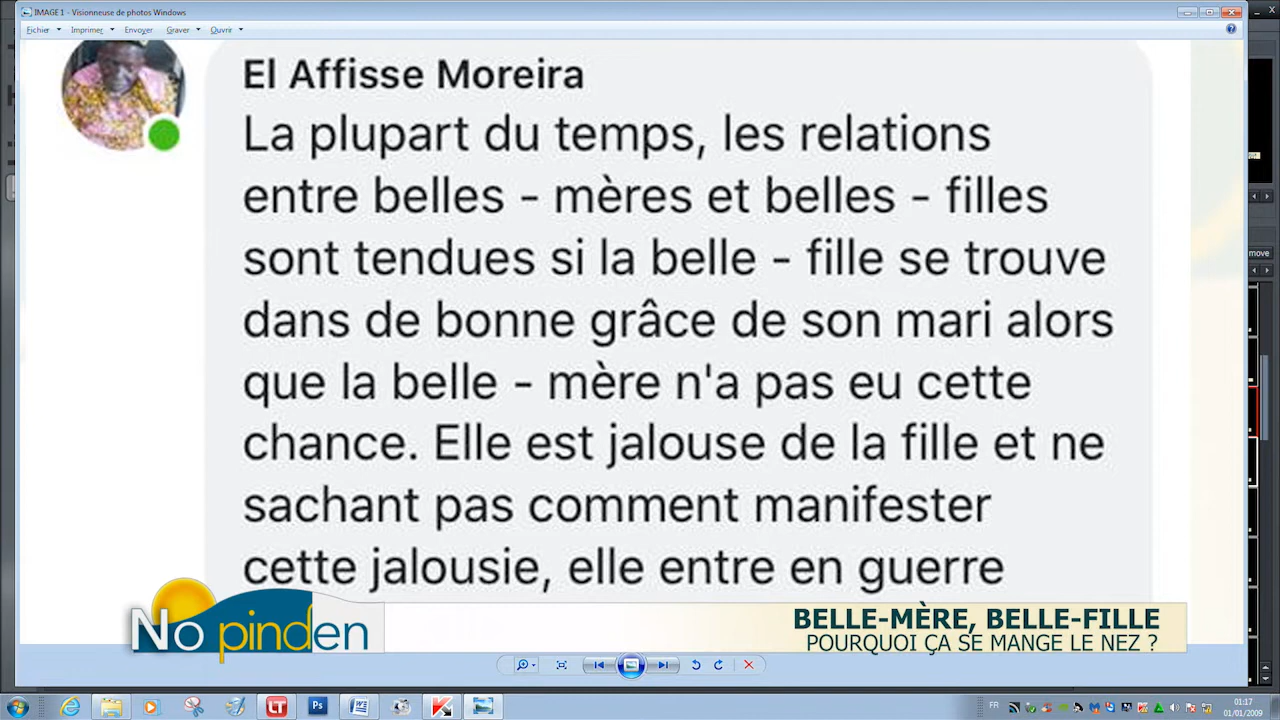 IMAGE 1 - Visionneuse de photos Windows
Fichier Imprimer Envoyer Graver Ouvrir
El Affisse Moreira
La plupart du temps, les relations
entre belles - mères et belles - filles
sont tendues si la belle - fille se trouve
dans de bonne grâce de son mari alors
que la belle - mère n'a pas eu cette
chance. Elle est jalouse de la fille et ne
sachant pas comment manifester
cette jalousie, elle entre en guerre
move
No pinden
BELLE-MÈRE, BELLE-FILLE
POURQUOI ÇA SE MANGE LE NEZ ?
LT
Ps
FR
01:17
01/01/2009